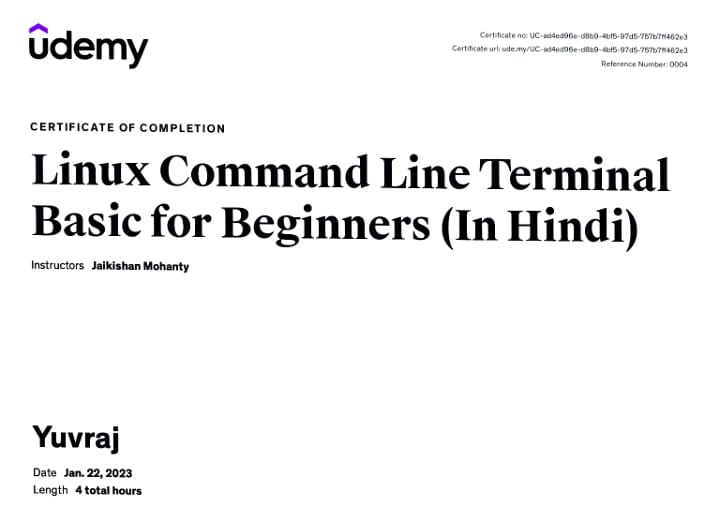 udemy
Certificate no: UC-ad4ed96e-d8b9-4bf5-97d5-757b7ff462e3
Certificate url: ude.my/UC-ad4ed96e-d8b9-4bf5-97d5-757b7ff462e3
Reference Number: 0004
CERTIFICATE OF COMPLETION
Linux Command Line Terminal
Basic for Beginners (In Hindi)
Instructors Jaikishan Mohanty
Yuvraj
Date Jan. 22, 2023
Length 4 total hours